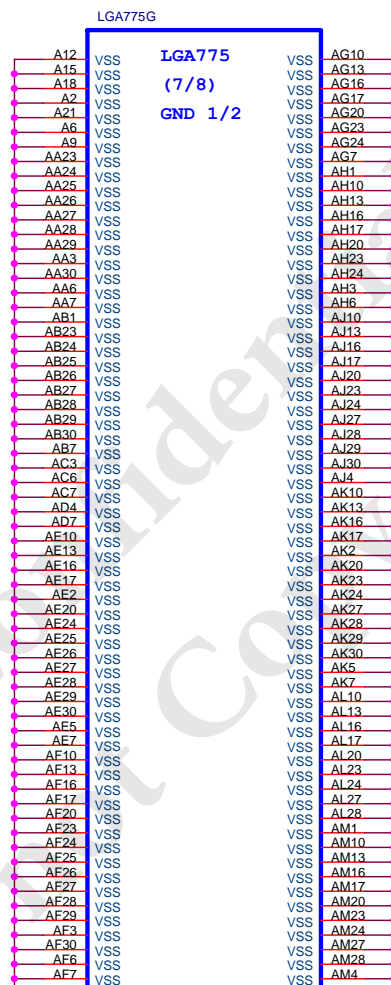 LGA775G
A12 VSS LGA775 VSS AG10
A15 VSS (7/8) VSS AG13
A18 VSS VSS AG16
A2 VSS GND 1/2 VSS AG17
A21 VSS VSS AG20
A6 VSS VSS AG23
A9 VSS VSS AG24
AA23 VSS VSS AG7
AA24 VSS VSS AH1
AA25 VSS VSS AH10
AA26 VSS VSS AH13
AA27 VSS VSS AH16
AA28 VSS VSS AH17
AA29 VSS VSS AH20
AA3 VSS VSS AH23
AA30 VSS VSS AH24
AA6 VSS VSS AH3
AA7 VSS VSS AH6
AB1 VSS VSS AJ10
AB23 VSS VSS AJ13
AB24 VSS VSS AJ16
AB25 VSS VSS AJ17
AB26 VSS VSS AJ20
AB27 VSS VSS AJ23
AB28 VSS VSS AJ24
AB29 VSS VSS AJ27
AB30 VSS VSS AJ28
AB7 VSS VSS AJ29
AC3 VSS VSS AJ30
AC6 VSS VSS AJ4
AC7 VSS VSS AK10
AD4 VSS VSS AK13
AD7 VSS VSS AK16
AE10 VSS VSS AK17
AE13 VSS VSS AK2
AE16 VSS VSS AK20
AE17 VSS VSS AK23
AE2 VSS VSS AK24
AE20 VSS VSS AK27
AE24 VSS VSS AK28
AE25 VSS VSS AK29
AE26 VSS VSS AK30
AE27 VSS VSS AK5
AE28 VSS VSS AK7
AE29 VSS VSS AL10
AE30 VSS VSS AL13
AE5 VSS VSS AL16
AE7 VSS VSS AL17
AF10 VSS VSS AL20
AF13 VSS VSS AL23
AF16 VSS VSS AL24
AF17 VSS VSS AL27
AF20 VSS VSS AL28
AF23 VSS VSS AM1
AF24 VSS VSS AM10
AF25 VSS VSS AM13
AF26 VSS VSS AM16
AF27 VSS VSS AM17
AF28 VSS VSS AM20
AF29 VSS VSS AM23
AF3 VSS VSS AM24
AF30 VSS VSS AM27
AF6 VSS VSS AM28
AF7 VSS VSS AM4